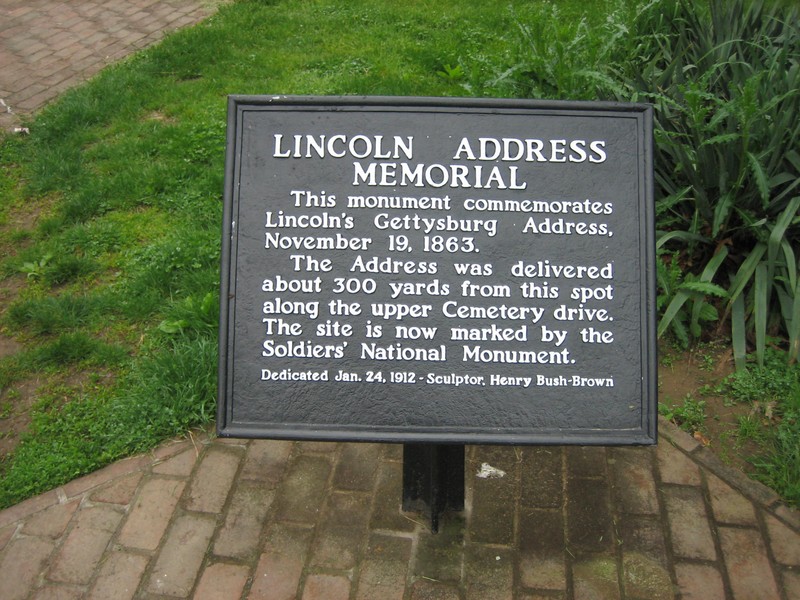 LINCOLN ADDRESS
MEMORIAL
This monument commemorates
Lincoln's Gettysburg Address,
November 19, 1863.
The Address was delivered
about 300 yards from this spot
along the upper Cemetery drive.
The site is now marked by the
Soldiers' National Monument.
Dedicated Jan. 24, 1912 - Sculptor, Henry Bush-Brown